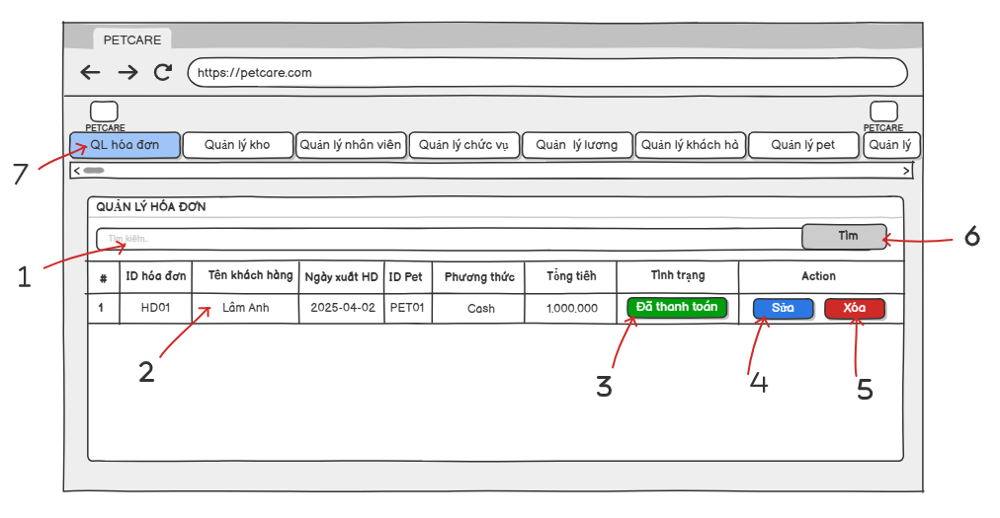 PETCARE
https://petcare.com
PETCARE PETCARE
QL hóa đơn Quản lý kho Quản lý nhân viên Quản lý chức vụ Quản lý lương Quản lý khách hà Quản lý pet Quản lý
7
QUẢN LÝ HÓA ĐƠN
Tìm kiếm.. Tìm 6
1
# ID hóa đơn Tên khách hàng Ngày xuất HD ID Pet Phương thức Tổng tiền Tình trạng Action
1 HD01 Lâm Anh 2025-04-02 PET01 Cash 1,000,000 Đã thanh toán Sửa Xóa
2 3 4 5